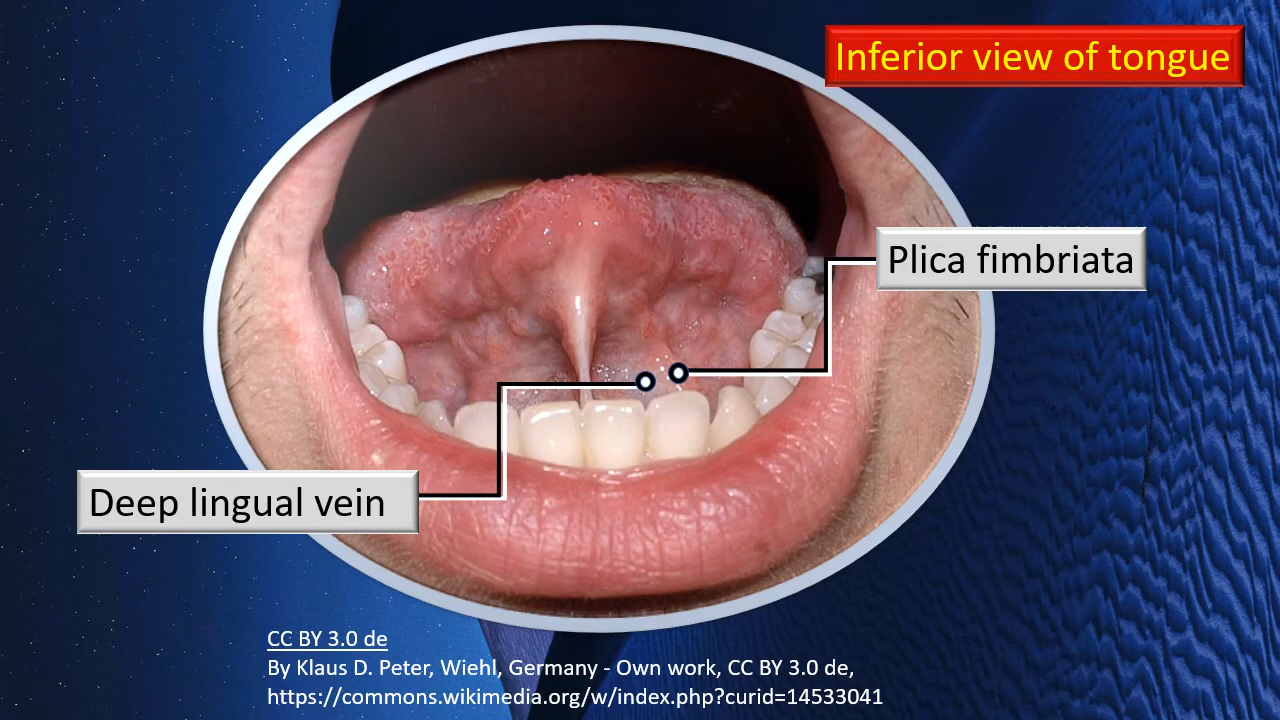 Inferior view of tongue
Plica fimbriata
Deep lingual vein
CC BY 3.0 de
By Klaus D. Peter, Wiehl, Germany - Own work, CC BY 3.0 de,
https://commons.wikimedia.org/w/index.php?curid=14533041